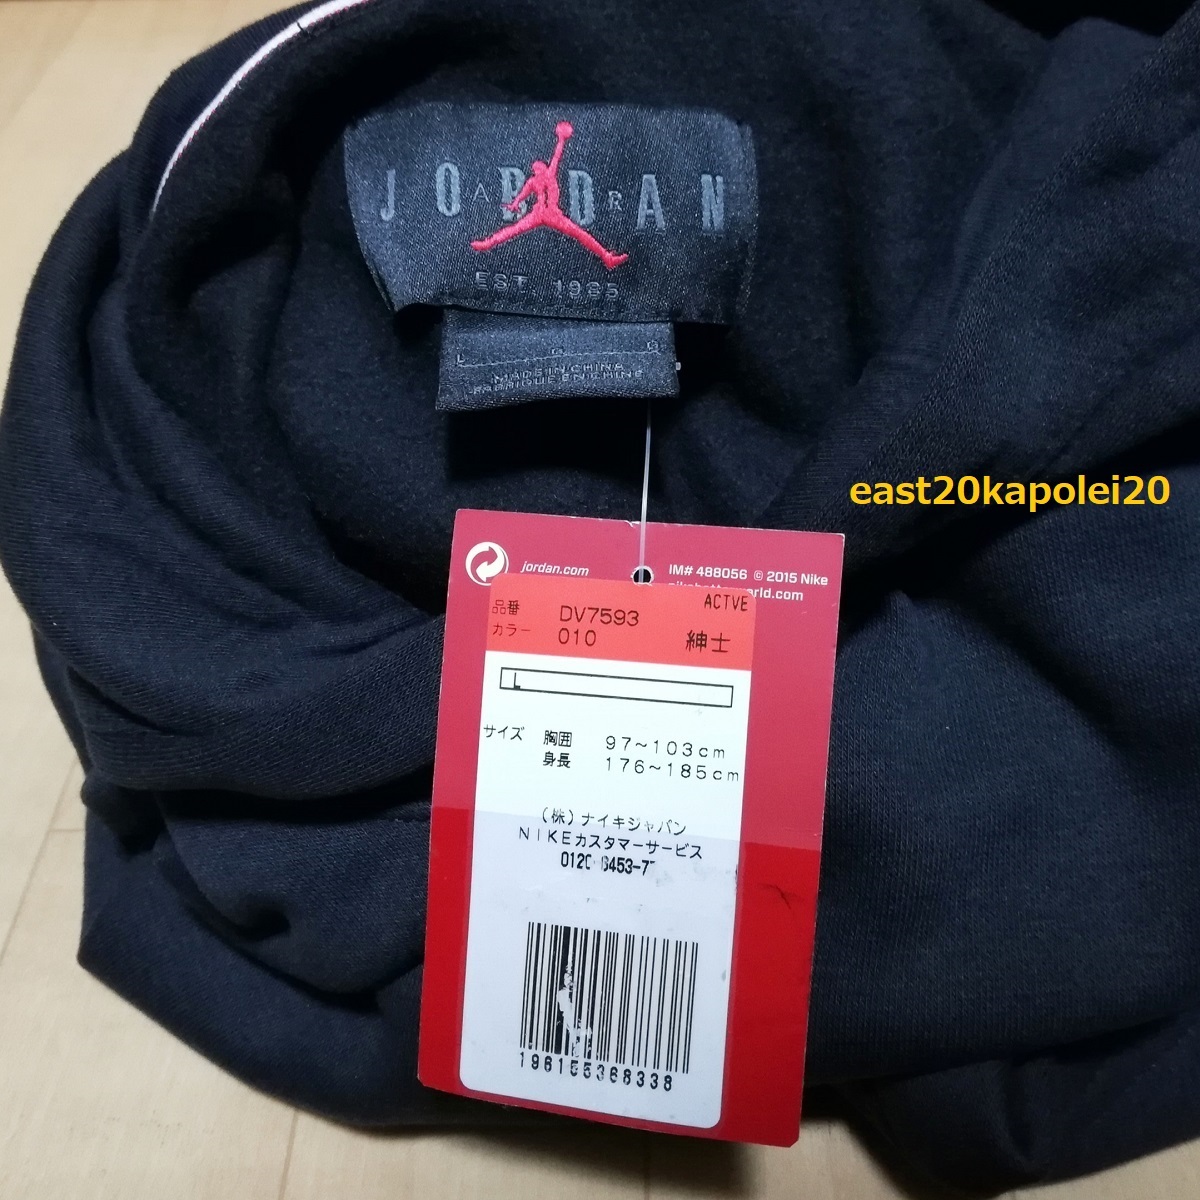 JORDAN
AIR
EST. 1985
L G G
MADE IN CHINA
FABRIQUE EN CHINE
east20kapolei20
jordan.com
IM# 488056 © 2015 Nike
ACTVE
品番 DV7593
カラー 010 紳士
L
サイズ 胸囲 97～103cm
身長 176～185cm
(株)ナイキジャパン
NIKEカスタマーサービス
196155368338